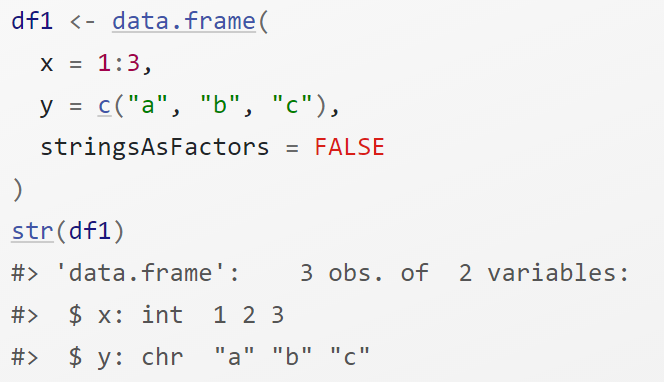 df1 <- data.frame(
  x = 1:3,
  y = c("a", "b", "c"),
  stringsAsFactors = FALSE
)
str(df1)
#> 'data.frame':    3 obs. of  2 variables:
#>  $ x: int  1 2 3
#>  $ y: chr  "a" "b" "c"